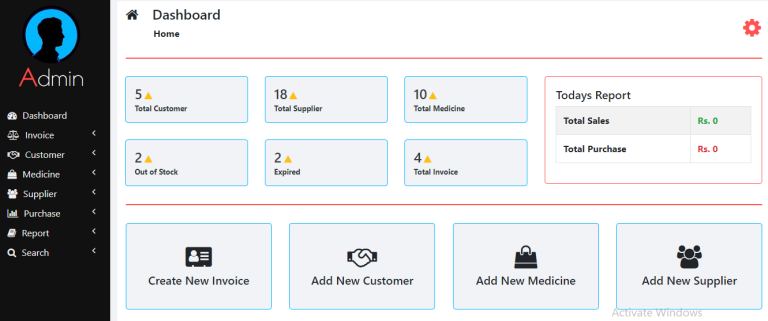 Admin
Dashboard
Invoice
Customer
Medicine
Supplier
Purchase
Report
Search
Dashboard
Home
5
Total Customer
18
Total Supplier
10
Total Medicine
2
Out of Stock
2
Expired
4
Total Invoice
Todays Report
Total Sales Rs. 0
Total Purchase Rs. 0
Create New Invoice
Add New Customer
Add New Medicine
Add New Supplier
Activate Windows